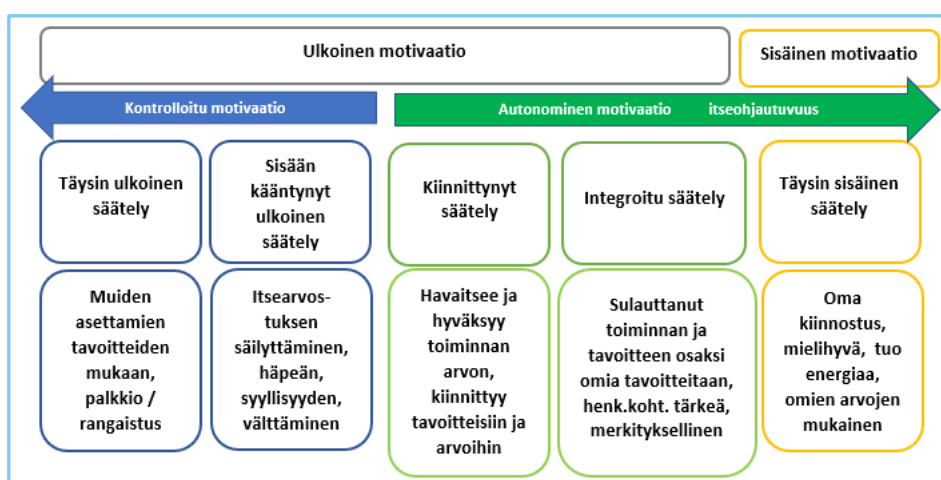 Ulkoinen motivaatio
Sisäinen motivaatio
Kontrolloitu motivaatio
Autonominen motivaatio itseohjautuvuus
Täysin ulkoinen
säätely
Sisään
kääntynyt
ulkoinen
säätely
Kiinnittynyt
säätely
Integroitu säätely
Täysin sisäinen
säätely
Muiden
asettamien
tavoitteiden
mukaan,
palkkio /
rangaistus
Itsearvos-
tuksen
säilyttäminen,
häpeän,
syyllisyyden,
välttäminen
Havaitsee ja
hyväksyy
toiminnan
arvon,
kiinnittyy
tavoitteisiin ja
arvoihin
Sulauttanut
toiminnan ja
tavoitteen osaksi
omia tavoitteitaan,
henk.koht. tärkeä,
merkityksellinen
Oma
kiinnostus,
mielihyvä, tuo
energiaa,
omien arvojen
mukainen